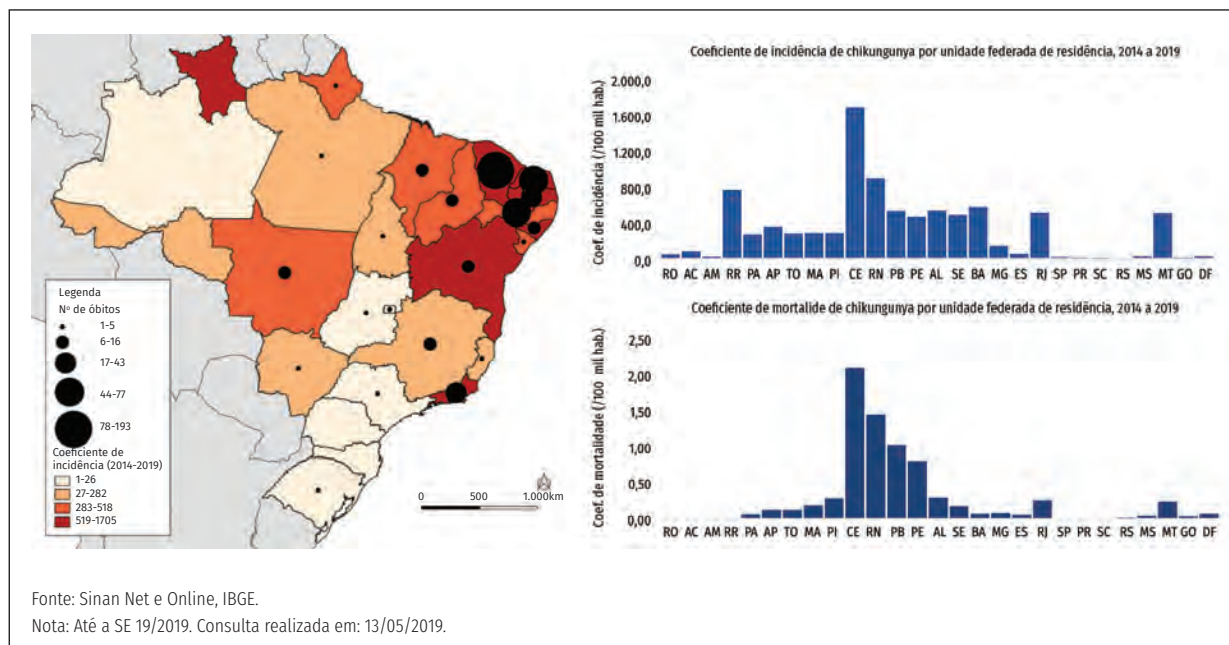 Legenda
Nº de óbitos
1-5
6-16
17-43
44-77
78-193
Coeficiente de
incidência (2014-2019)
1-26
27-282
283-518
519-1705
0 500 1.000km
Coeficiente de incidência de chikungunya por unidade federada de residência, 2014 a 2019
Coef. de incidência (/100 mil hab.)
2.000,0
1.600,0
1.200,0
800,0
400,0
0,0
RO AC AM RR PA AP TO MA PI CE RN PB PE AL SE BA MG ES RJ SP PR SC RS MS MT GO DF
Coeficiente de mortalide de chikungunya por unidade federada de residência, 2014 a 2019
Coef. de mortalidade (/100 mil hab.)
2,50
2,00
1,50
1,00
0,50
0,00
RO AC AM RR PA AP TO MA PI CE RN PB PE AL SE BA MG ES RJ SP PR SC RS MS MT GO DF
Fonte: Sinan Net e Online, IBGE.
Nota: Até a SE 19/2019. Consulta realizada em: 13/05/2019.